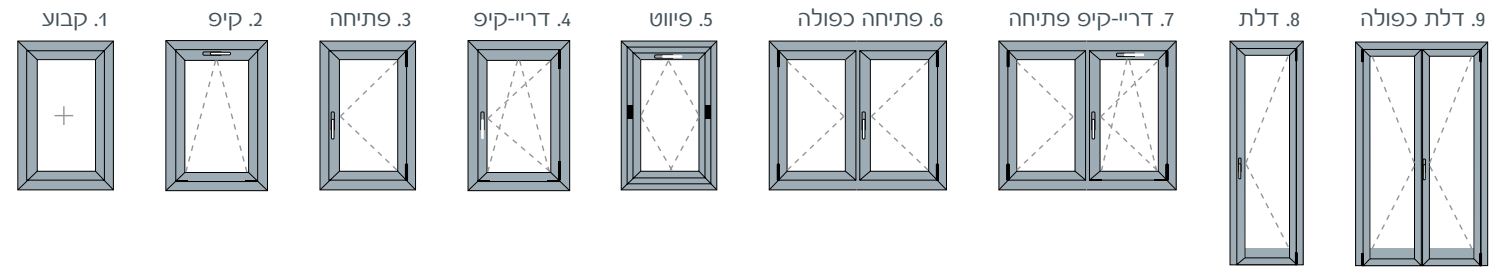 1. קבוע
2. קיפ
3. פתיחה
4. דריי-קיפ
5. פיווט
6. פתיחה כפולה
7. דריי-קיפ פתיחה
8. דלת
9. דלת כפולה